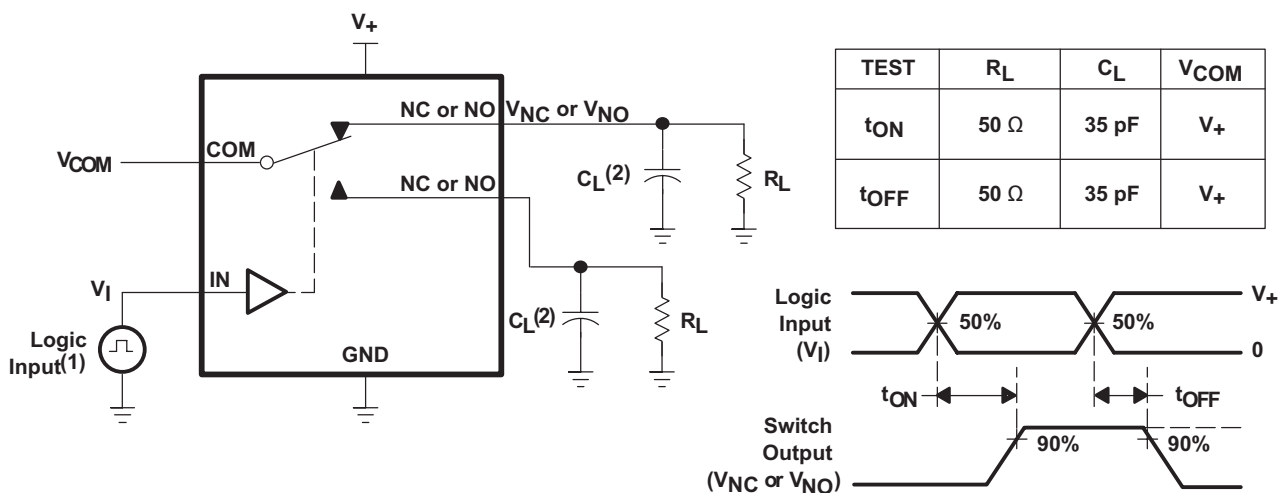 V+
NC or NO VNC or VNO
COM
VCOM
CL(2)
RL
NC or NO
IN
VI
CL(2)
RL
Logic
Input(1)
GND
TEST RL CL VCOM
tON 50 Ω 35 pF V+
tOFF 50 Ω 35 pF V+
Logic
Input
(VI)
50%
50%
V+
0
tON
tOFF
Switch
Output
(VNC or VNO)
90%
90%